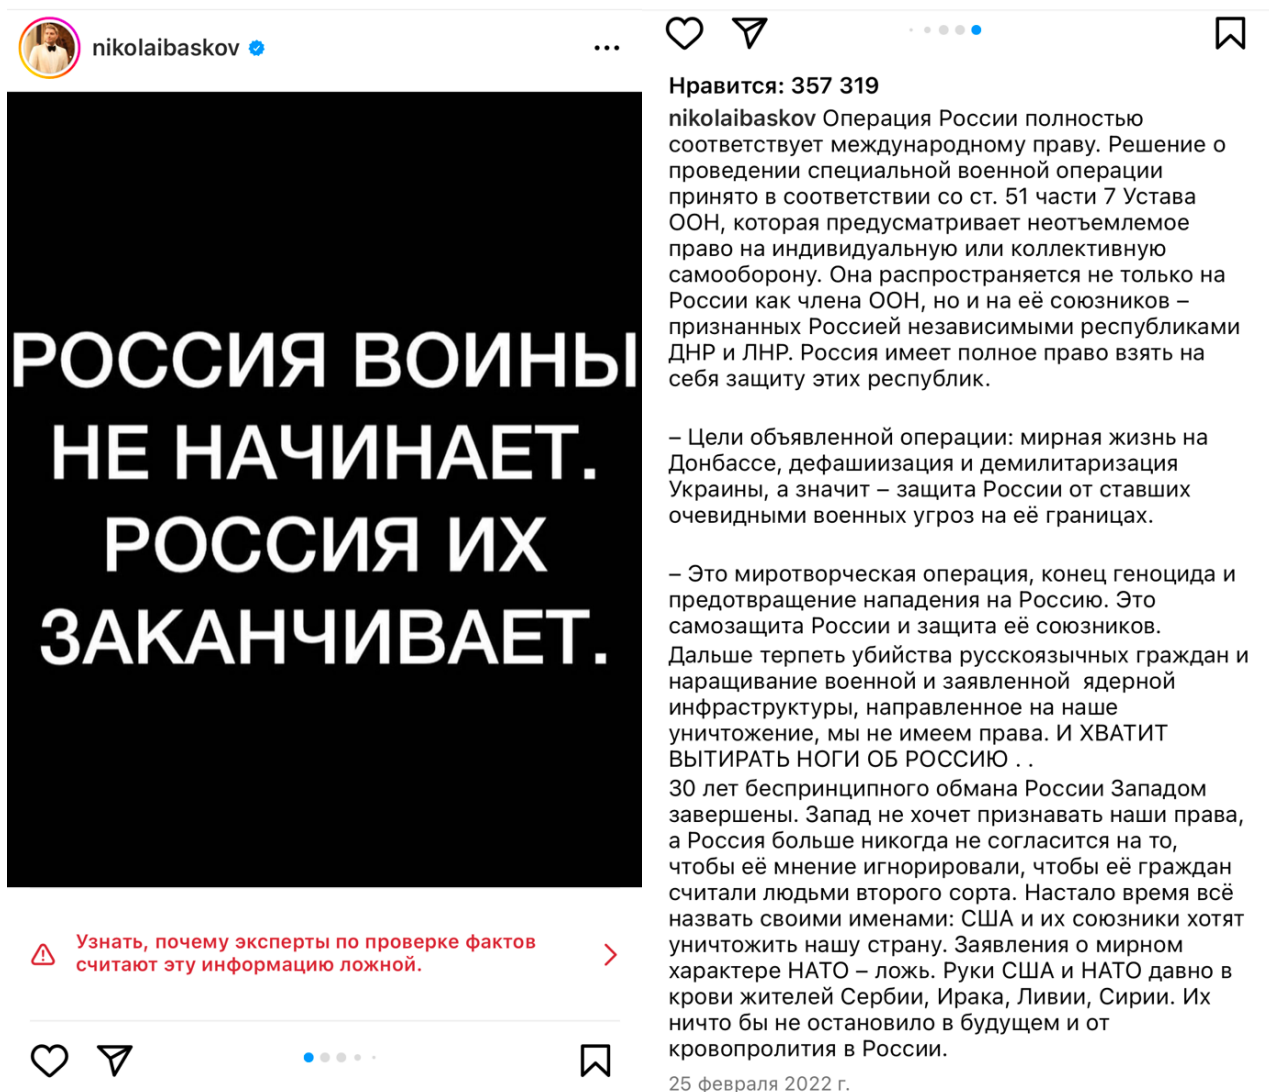 nikolaibaskov
РОССИЯ ВОИНЫ
НЕ НАЧИНАЕТ.
РОССИЯ ИХ
ЗАКАНЧИВАЕТ.
Узнать, почему эксперты по проверке фактов
считают эту информацию ложной.
Нравится: 357 319
nikolaibaskov Операция России полностью
соответствует международному праву. Решение о
проведении специальной военной операции
принято в соответствии со ст. 51 части 7 Устава
ООН, которая предусматривает неотъемлемое
право на индивидуальную или коллективную
самооборону. Она распространяется не только на
России как члена ООН, но и на её союзников –
признанных Россией независимыми республиками
ДНР и ЛНР. Россия имеет полное право взять на
себя защиту этих республик.
– Цели объявленной операции: мирная жизнь на
Донбассе, дефашиизация и демилитаризация
Украины, а значит – защита России от ставших
очевидными военных угроз на её границах.
– Это миротворческая операция, конец геноцида и
предотвращение нападения на Россию. Это
самозащита России и защита её союзников.
Дальше терпеть убийства русскоязычных граждан и
наращивание военной и заявленной ядерной
инфраструктуры, направленное на наше
уничтожение, мы не имеем права. И ХВАТИТ
ВЫТИРАТЬ НОГИ ОБ РОССИЮ . .
30 лет беспринципного обмана России Западом
завершены. Запад не хочет признавать наши права,
а Россия больше никогда не согласится на то,
чтобы её мнение игнорировали, чтобы её граждан
считали людьми второго сорта. Настало время всё
назвать своими именами: США и их союзники хотят
уничтожить нашу страну. Заявления о мирном
характере НАТО – ложь. Руки США и НАТО давно в
крови жителей Сербии, Ирака, Ливии, Сирии. Их
ничто бы не остановило в будущем и от
кровопролития в России.
25 февраля 2022 г.